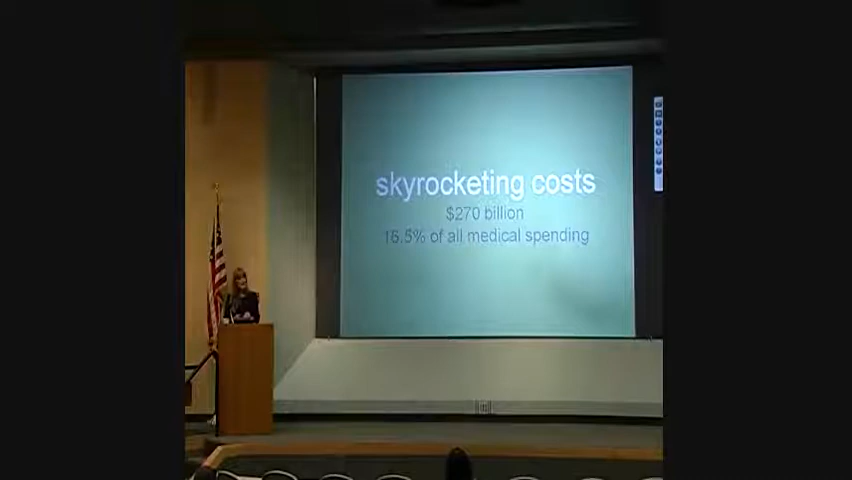 skyrocketing costs
$270 billion
16.5% of all medical spending